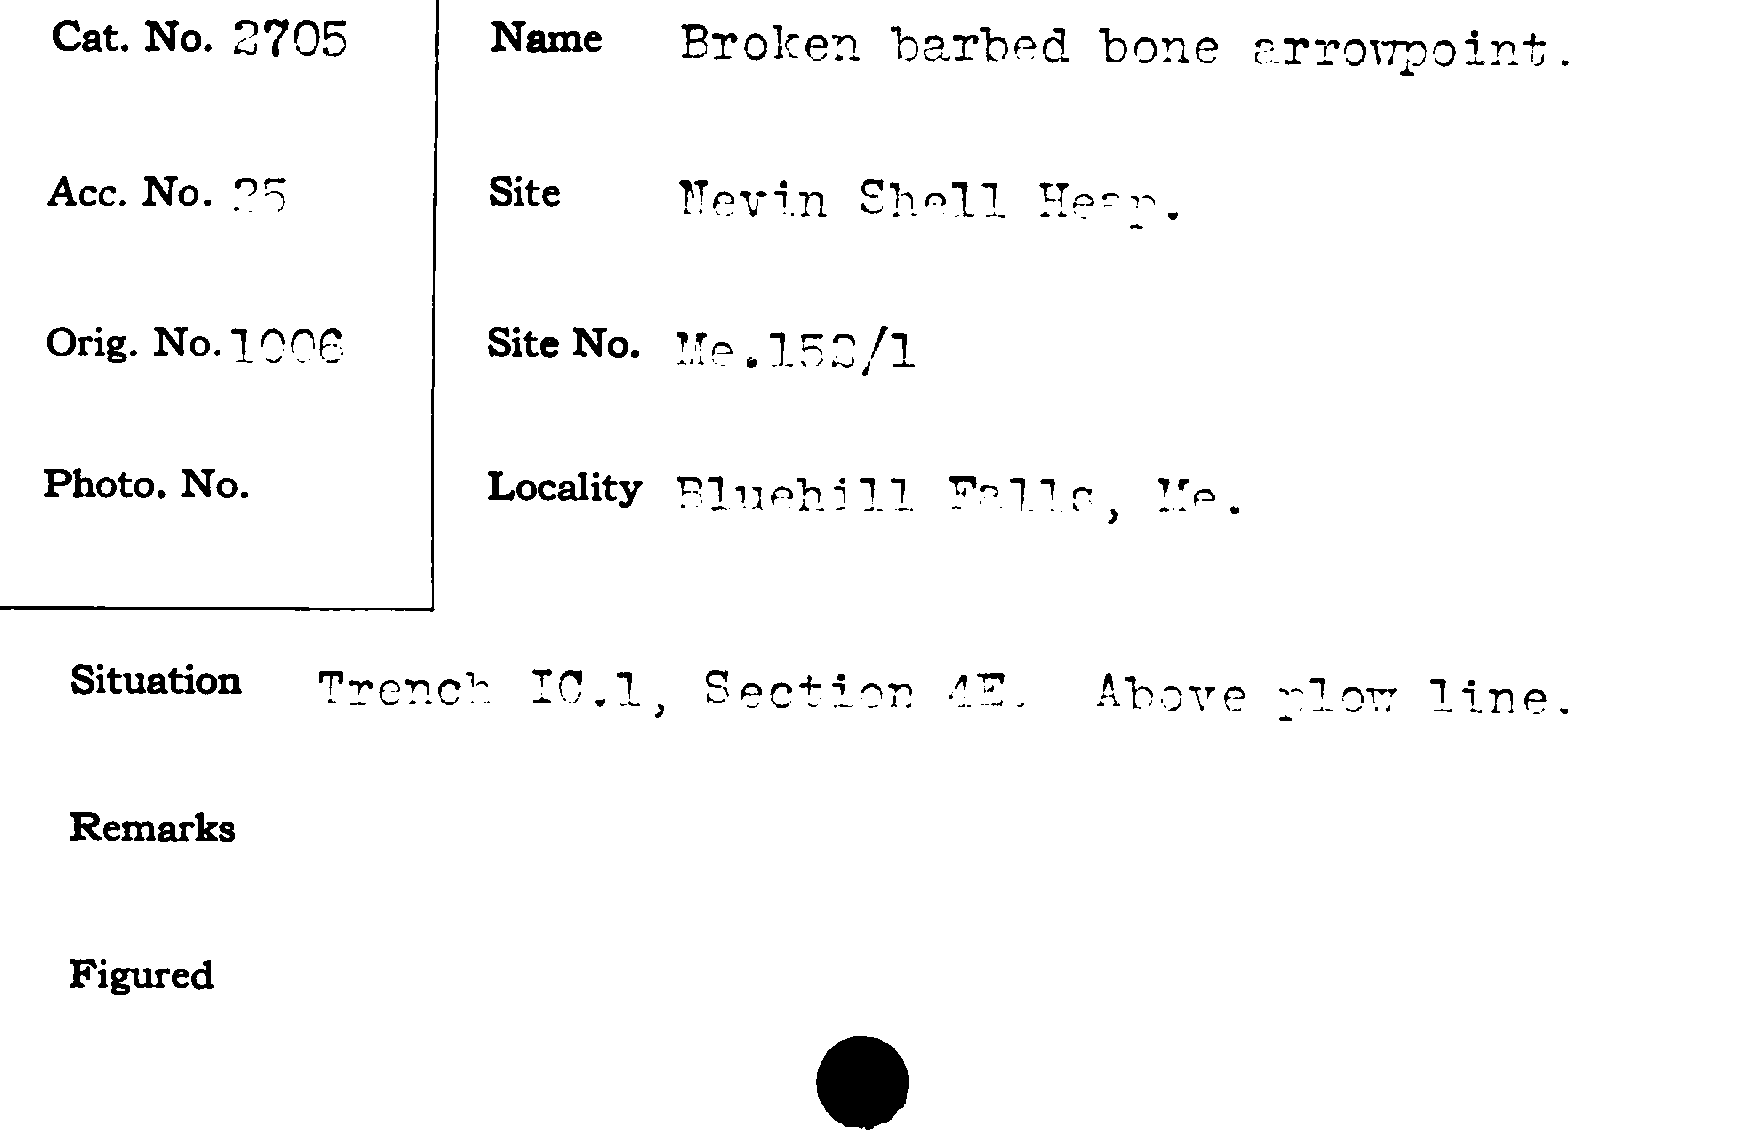 Cat. No. 2705
Name Broken barbed bone arrowpoint.
Acc. No. 25
Site Nevin Shell Heap.
Orig. No. 1006
Site No. Me.152/1
Photo. No.
Locality Bluehill Falls, Me.
Situation Trench IC.1, Section 4E. Above plow line.
Remarks
Figured